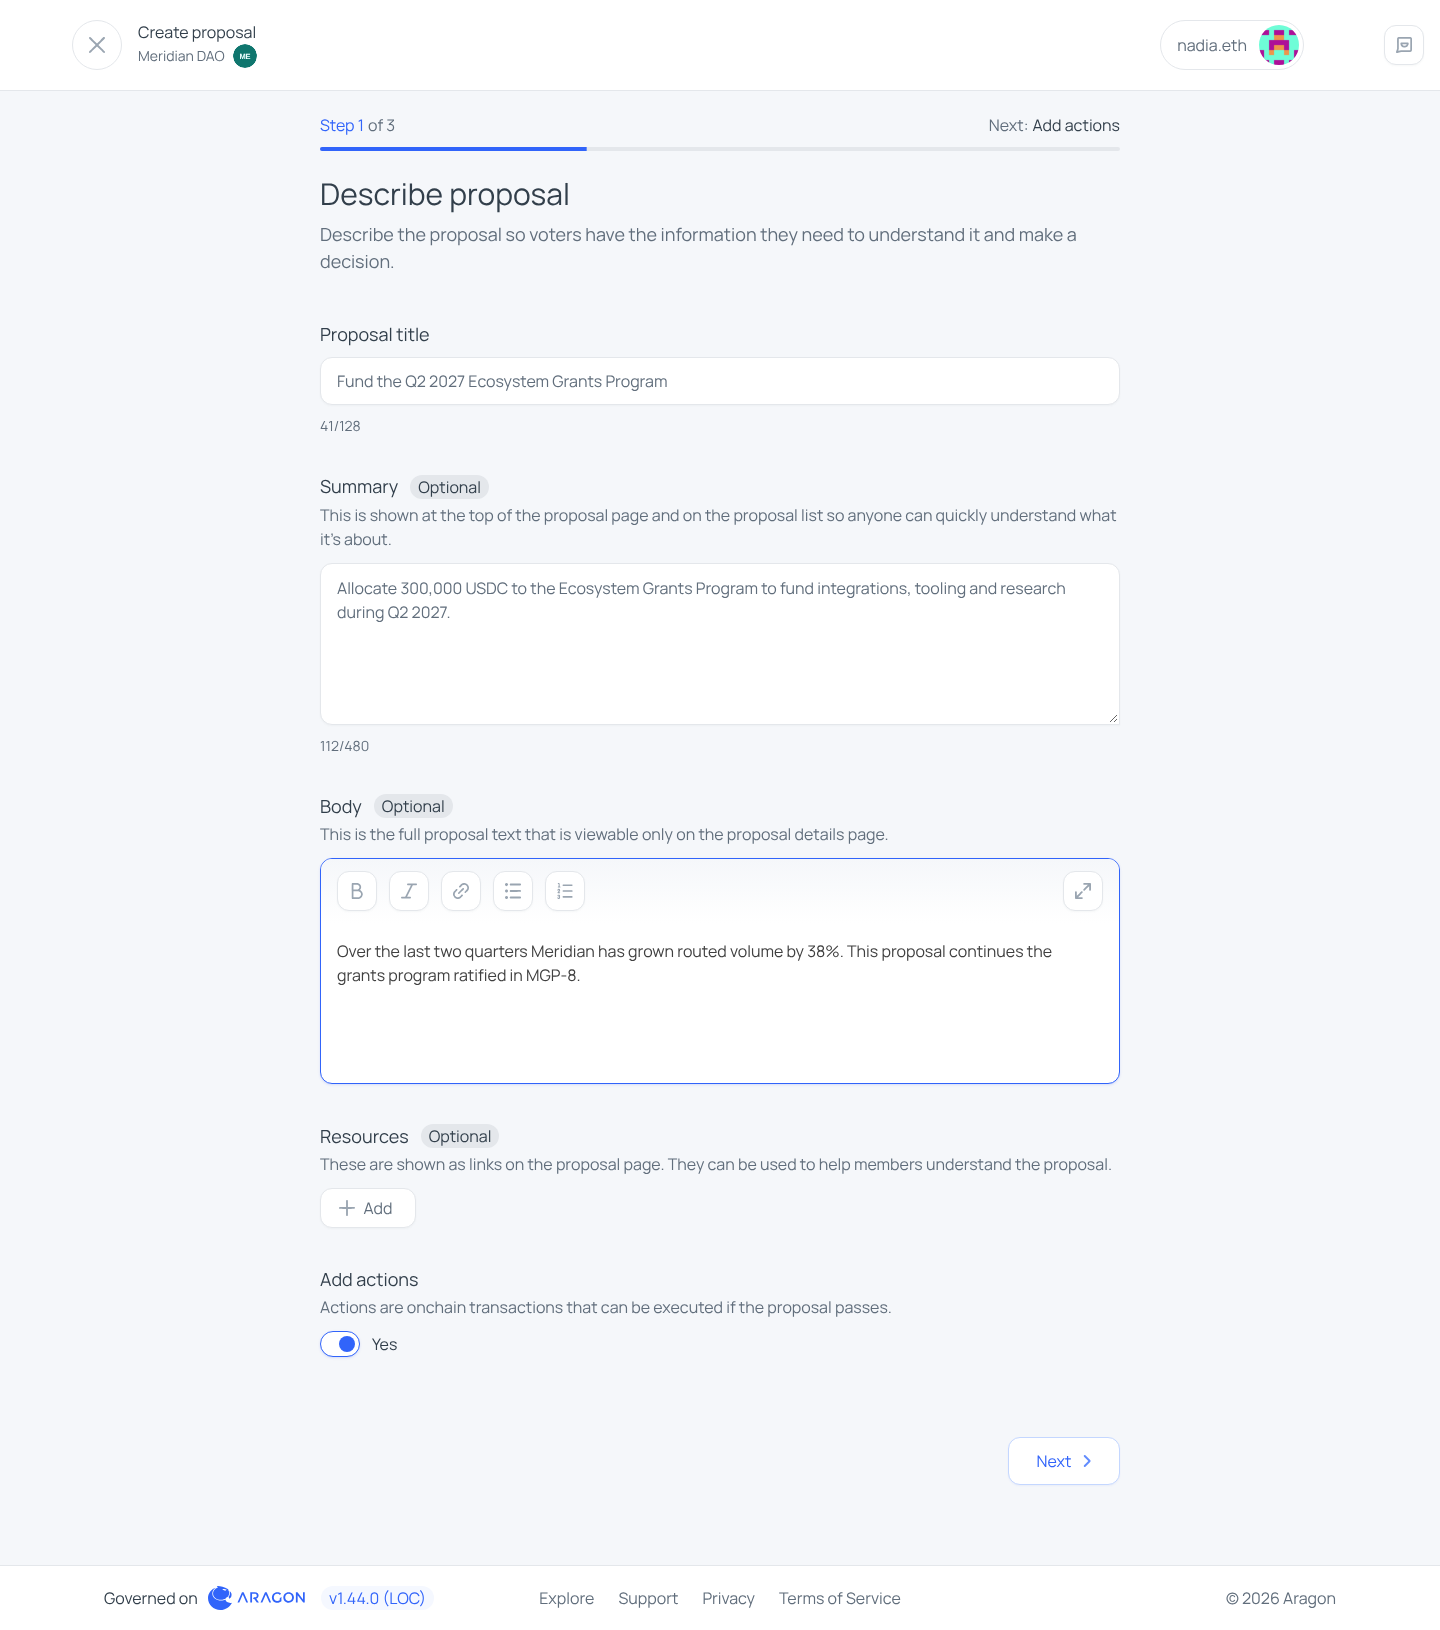 Create proposal
Meridian DAO
ME
nadia.eth
Step 1 of 3
Next: Add actions
Describe proposal
Describe the proposal so voters have the information they need to understand it and make a
decision.
Proposal title
Fund the Q2 2027 Ecosystem Grants Program
41/128
Summary Optional
This is shown at the top of the proposal page and on the proposal list so anyone can quickly understand what
it's about.
Allocate 300,000 USDC to the Ecosystem Grants Program to fund integrations, tooling and research
during Q2 2027.
112/480
Body Optional
This is the full proposal text that is viewable only on the proposal details page.
Over the last two quarters Meridian has grown routed volume by 38%. This proposal continues the
grants program ratified in MGP-8.
Resources Optional
These are shown as links on the proposal page. They can be used to help members understand the proposal.
Add
Add actions
Actions are onchain transactions that can be executed if the proposal passes.
Yes
Next
Governed on ARAGON v1.44.0 (LOC) Explore Support Privacy Terms of Service © 2026 Aragon